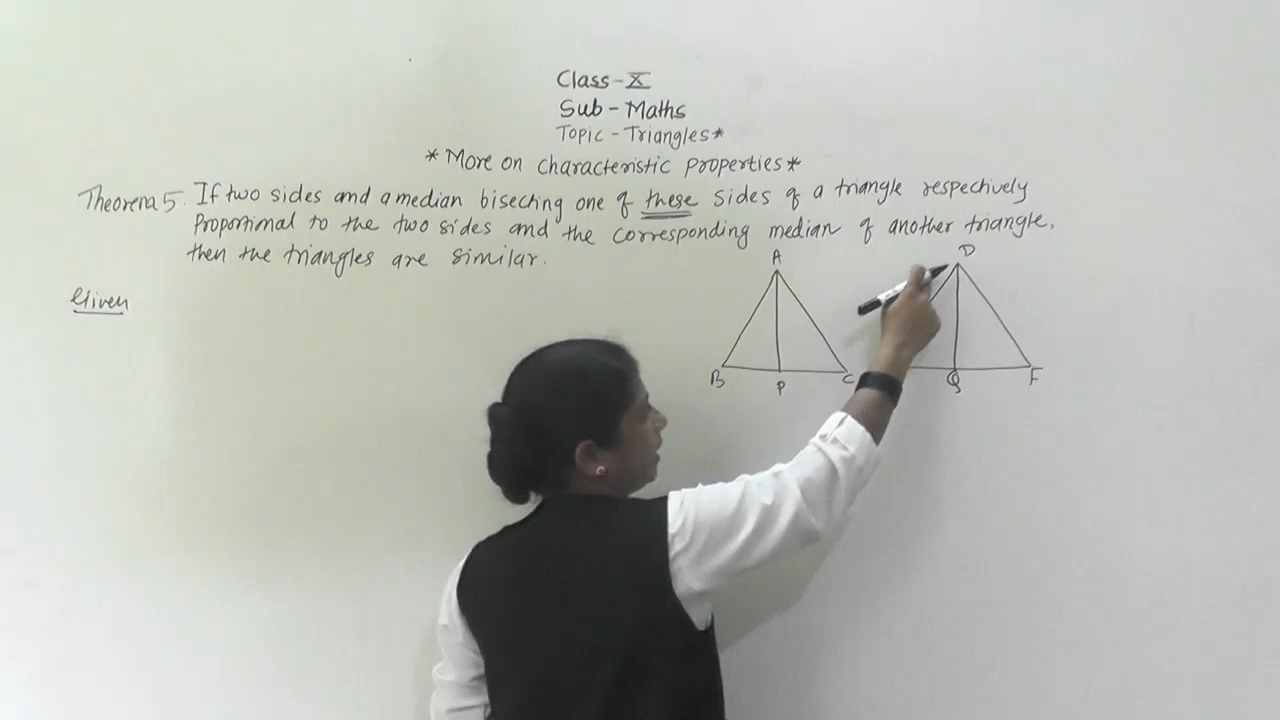 Class-X
Sub - Maths
Topic - Triangles*
*More on characteristic properties*
Theorem 5. If two sides and a median bisecting one of these sides of a triangle respectively
Proportional to the two sides and the corresponding median of another triangle,
then the triangles are similar.
A
D
Given
B
P
C
Q
F